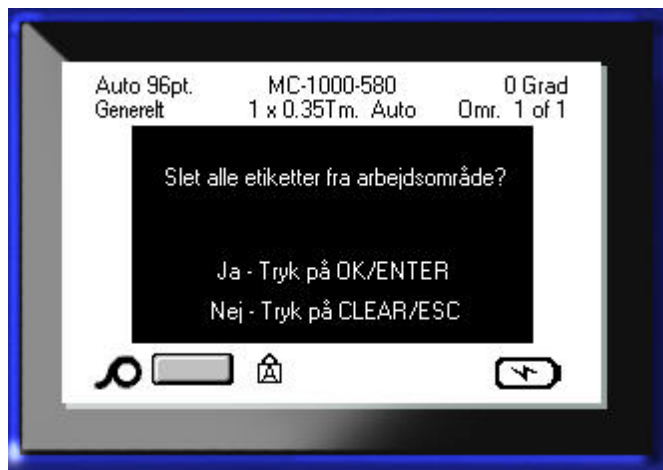 Auto 96pt. MC-1000-580 0 Grad
Generelt 1 x 0.35Tm. Auto Omr. 1 of 1
Slet alle etiketter fra arbejdsområde?
Ja - Tryk på OK/ENTER
Nej - Tryk på CLEAR/ESC
A